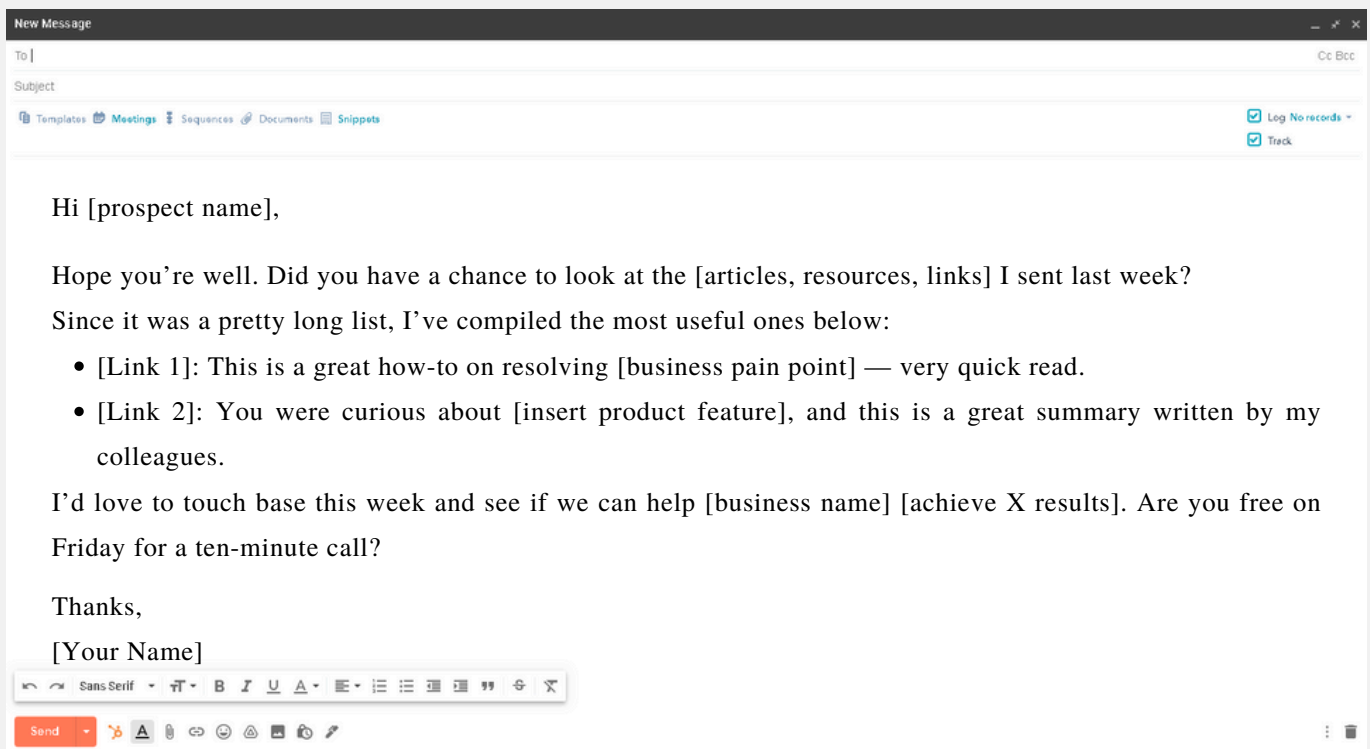 New Message
To
Cc Bcc
Subject
Templates Meetings Sequences Documents Snippets
Log No records
Track
Hi [prospect name],
Hope you’re well. Did you have a chance to look at the [articles, resources, links] I sent last week?
Since it was a pretty long list, I’ve compiled the most useful ones below:
• [Link 1]: This is a great how-to on resolving [business pain point] — very quick read.
• [Link 2]: You were curious about [insert product feature], and this is a great summary written by my
colleagues.
I’d love to touch base this week and see if we can help [business name] [achieve X results]. Are you free on
Friday for a ten-minute call?
Thanks,
[Your Name]
Sans Serif
Send